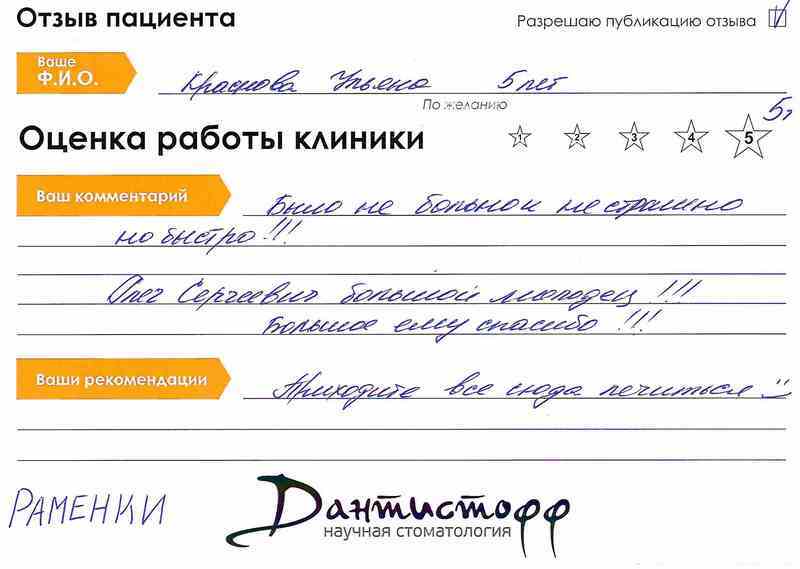 Отзыв пациента
Разрешаю публикацию отзыва
Ваше
Ф.И.О.
Краснова Ульяна 5 лет
По желанию
Оценка работы клиники
1 2 3 4 5
Ваш комментарий
Было не больно и не страшно
но быстро!!!
Олег Сергеевич большой молодец!!!
Большое ему спасибо!!!
Ваши рекомендации
Приходите все сюда лечиться
РАМЕНКИ
Дантистофф
научная стоматология